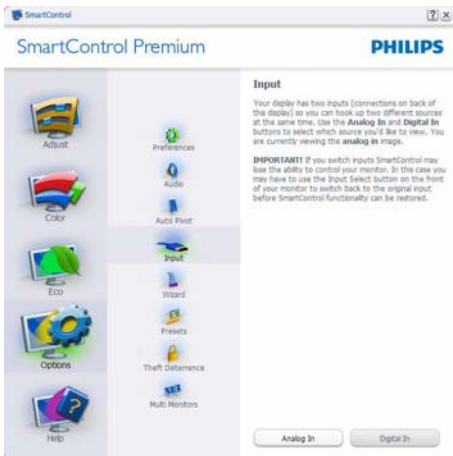 SmartControl
SmartControl Premium
PHILIPS
Adjust
Color
Eco
Options
Help
Preferences
Audio
Auto Pivot
Input
Wizard
Presets
Theft Deterrence
Multi Monitors
Input
Your display has two inputs (connections on back of
this display) so you can hook up two different sources
at the same time. Use the Analog In and Digital In
buttons to select which source you'd like to view. You
are currently viewing the analog in image.
IMPORTANT! If you switch inputs SmartControl may
lose the ability to control your monitor. In this case you
may have to use the Input Select button on the front
of your monitor to switch back to the original input
before SmartControl functionality can be restored.
Analog In
Digital In